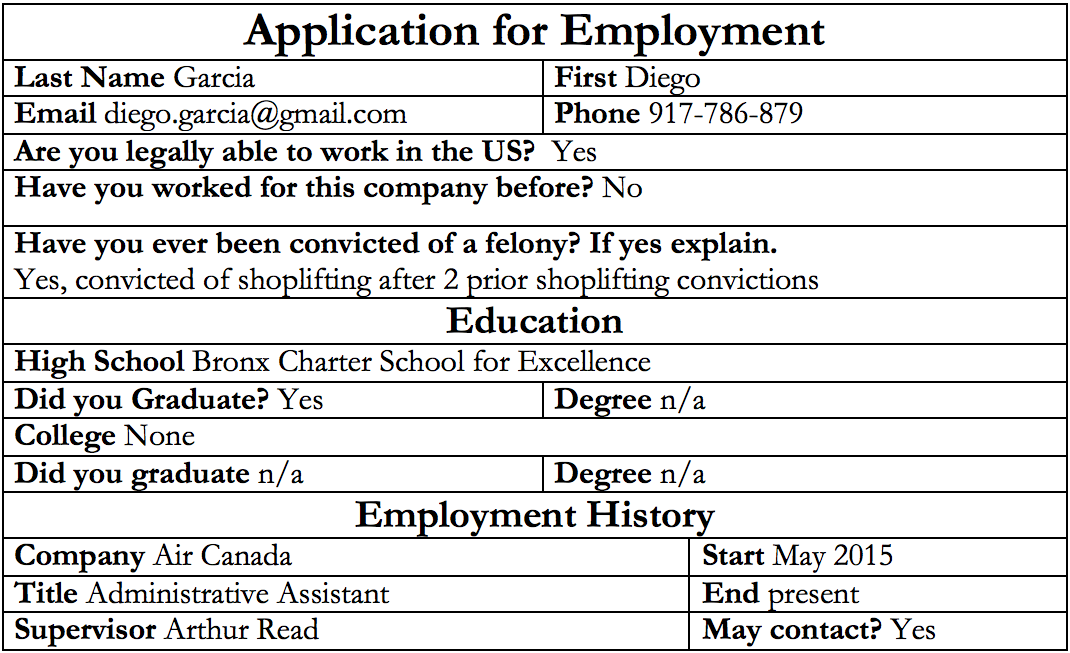 Application for Employment
Last Name Garcia First Diego
Email diego.garcia@gmail.com Phone 917-786-879
Are you legally able to work in the US? Yes
Have you worked for this company before? No
Have you ever been convicted of a felony? If yes explain.
Yes, convicted of shoplifting after 2 prior shoplifting convictions
Education
High School Bronx Charter School for Excellence
Did you Graduate? Yes Degree n/a
College None
Did you graduate n/a Degree n/a
Employment History
Company Air Canada Start May 2015
Title Administrative Assistant End present
Supervisor Arthur Read May contact? Yes